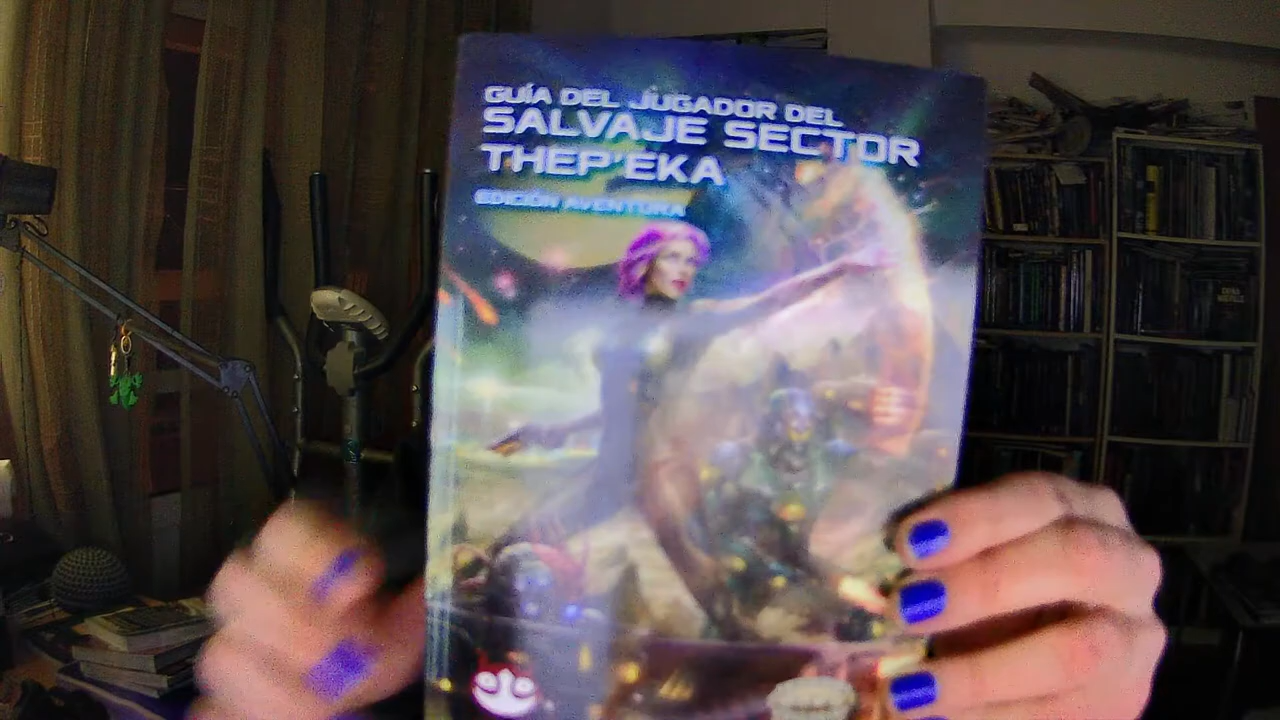 GUÍA DEL JUGADOR DEL
SALVAJE SECTOR
THEP'EKA
EDICIÓN AVENTURA